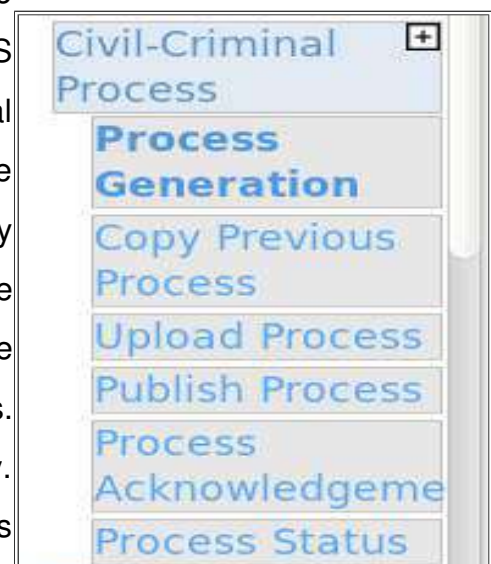 Civil-Criminal
Process
Process
Generation
Copy Previous
Process
Upload Process
Publish Process
Process
Acknowledgeme
Process Status